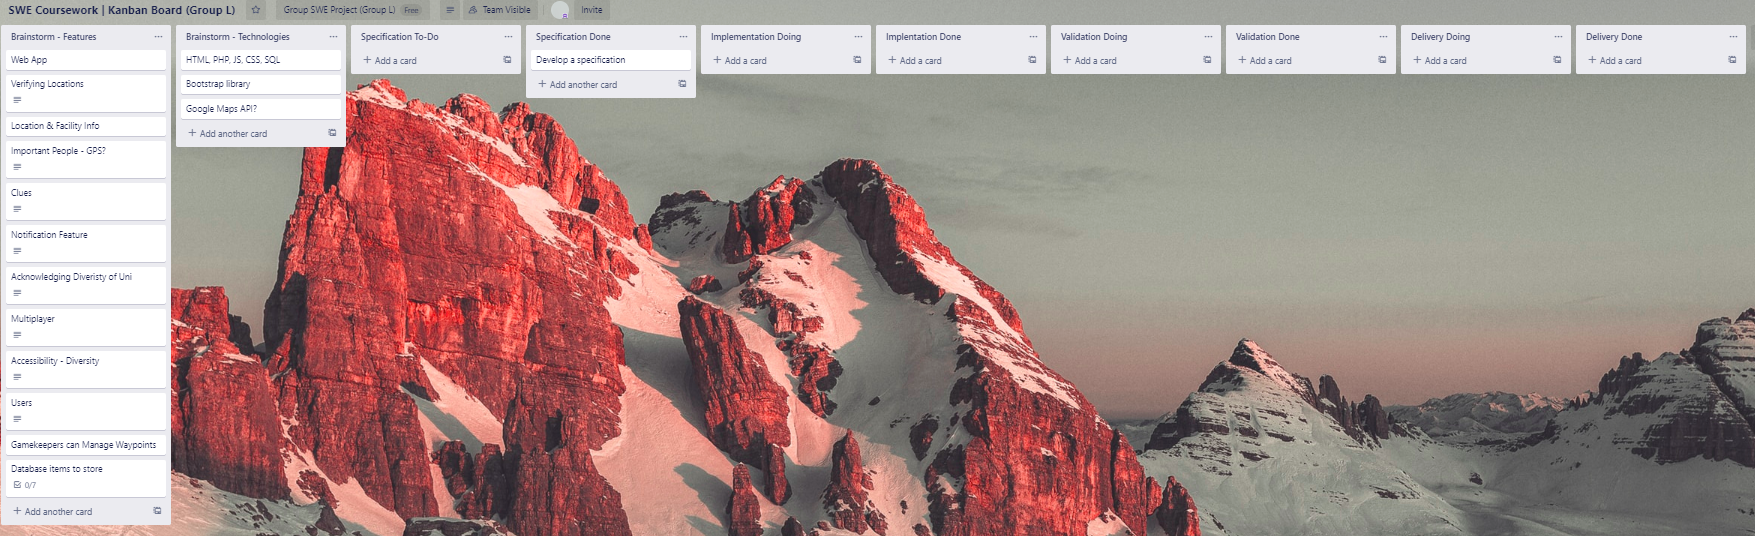 SWE Coursework | Kanban Board (Group L)
Group SWE Project (Group L) Free
Team Visible
Invite
Brainstorm - Features
Web App
Verifying Locations
Location & Facility Info
Important People - GPS?
Clues
Notification Feature
Acknowledging Diveristy of Uni
Multiplayer
Accessibility - Diversity
Users
Gamekeepers can Manage Waypoints
Database items to store
0/7
+ Add another card
Brainstorm - Technologies
HTML, PHP, JS, CSS, SQL
Bootstrap library
Google Maps API?
+ Add another card
Specification To-Do
+ Add a card
Specification Done
Develop a specification
+ Add another card
Implementation Doing
+ Add a card
Implentation Done
+ Add a card
Validation Doing
+ Add a card
Validation Done
+ Add a card
Delivery Doing
+ Add a card
Delivery Done
+ Add a card